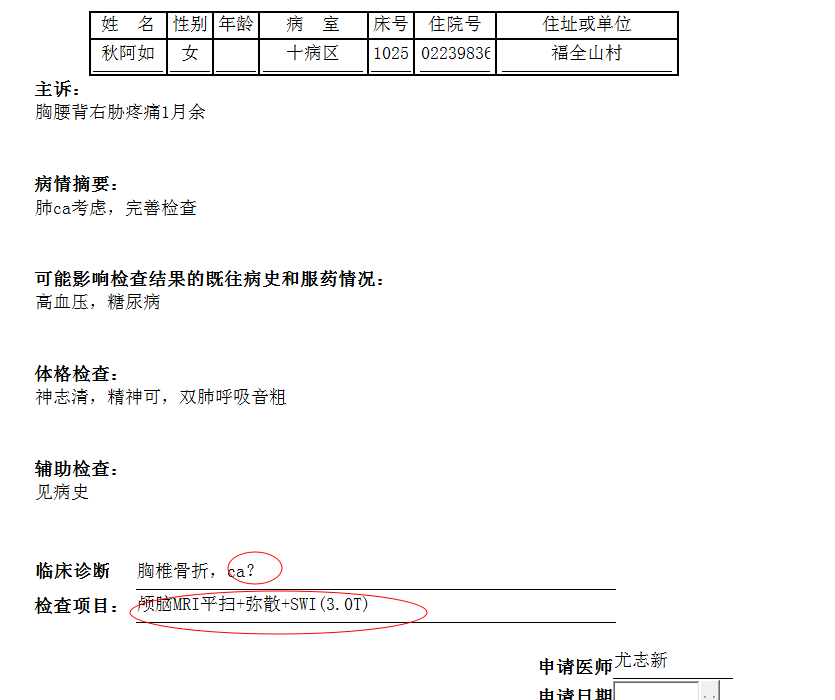 姓 名 性别 年龄 病 室 床号 住院号 住址或单位
秋阿如 女 十病区 1025 02239836 福全山村
主诉：
胸腰背右胁疼痛1月余
病情摘要：
肺ca考虑，完善检查
可能影响检查结果的既往病史和服药情况：
高血压，糖尿病
体格检查：
神志清，精神可，双肺呼吸音粗
辅助检查：
见病史
临床诊断 胸椎骨折，ca？
检查项目： 颅脑MRI平扫+弥散+SWI(3.0T)
申请医师 尤志新
申请日期